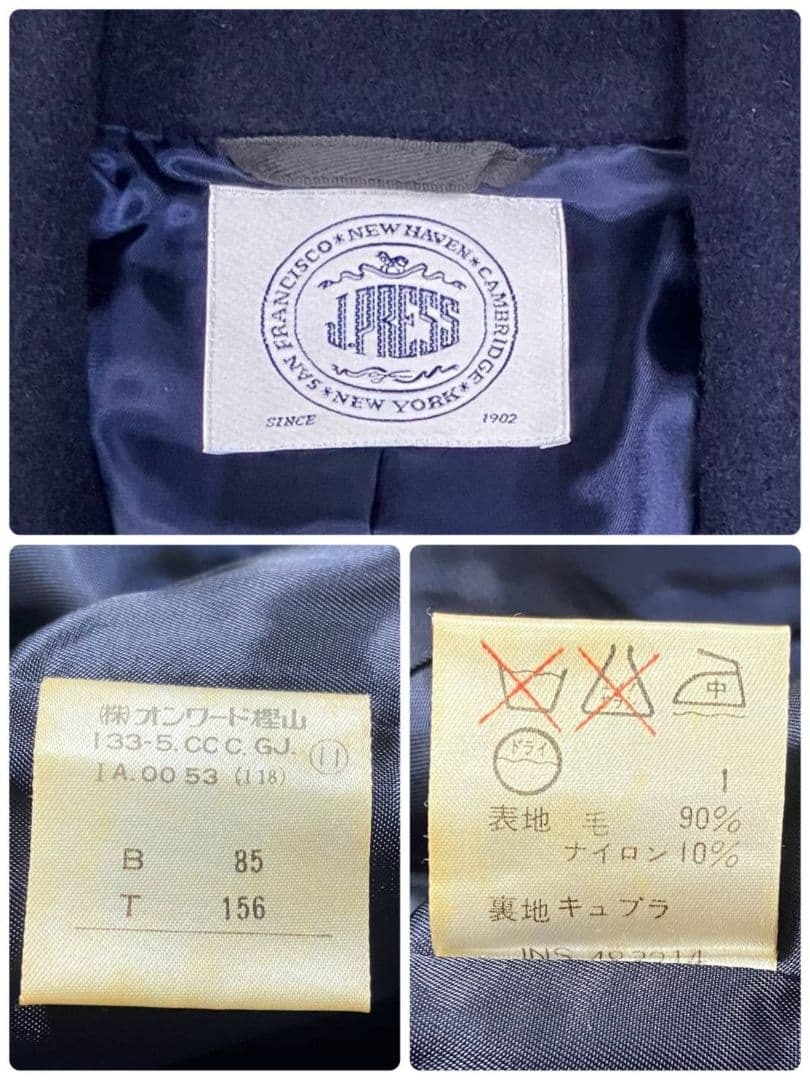 SAN FRANCISCO * NEW HAVEN * CAMBRIDGE * NEW YORK *
J.PRESS
SINCE 1902
(株)オンワード樫山
133-5.CCC.GJ. (11)
IA.0053 (118)
B 85
T 156
中
ドライ
1
表地 毛 90%
ナイロン10%
裏地キュプラ